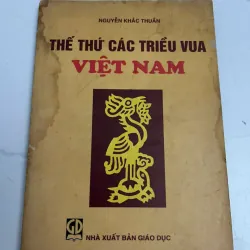 NGUYỄN KHẮC THUẦN
THẾ THỨ CÁC TRIỀU VUA
VIỆT NAM
GD
NHÀ XUẤT BẢN GIÁO DỤC